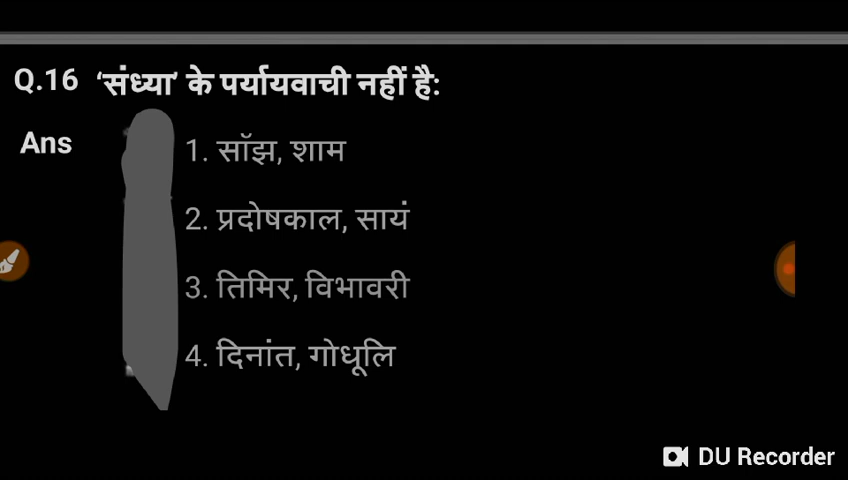 Q.16 ‘संध्या’ के पर्यायवाची नहीं है:
Ans 1. सॉझ, शाम
2. प्रदोषकाल, सायं
3. तिमिर, विभावरी
4. दिनांत, गोधूलि
DU Recorder